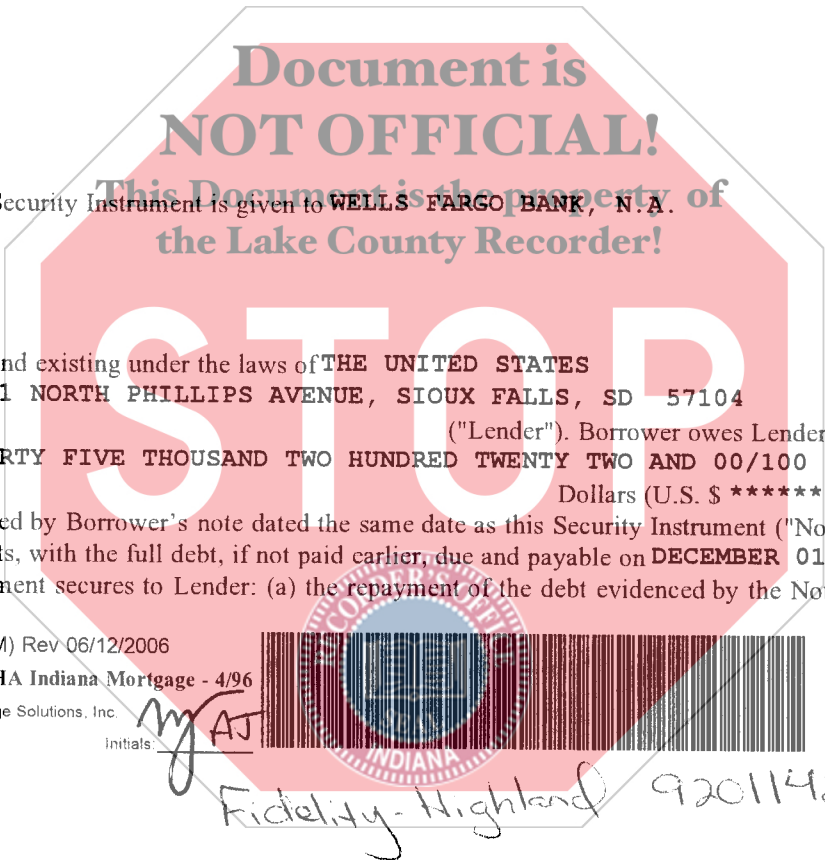 Document is
NOT OFFICIAL!
This Document is the property of
the Lake County Recorder!
STOP
Security Instrument is given to WELLS FARGO BANK, N.A.
nd existing under the laws of THE UNITED STATES
1 NORTH PHILLIPS AVENUE, SIOUX FALLS, SD 57104
("Lender"). Borrower owes Lender
RTY FIVE THOUSAND TWO HUNDRED TWENTY TWO AND 00/100
Dollars (U.S. $ ******
ed by Borrower's note dated the same date as this Security Instrument ("No
ts, with the full debt, if not paid earlier, due and payable on DECEMBER 01
ment secures to Lender: (a) the repayment of the debt evidenced by the No
M) Rev 06/12/2006
HA Indiana Mortgage - 4/96
ge Solutions, Inc.
Initials: AJ
RECORDER'S OFFICE
SEAL
INDIANA
Fidelity-Highland 920114